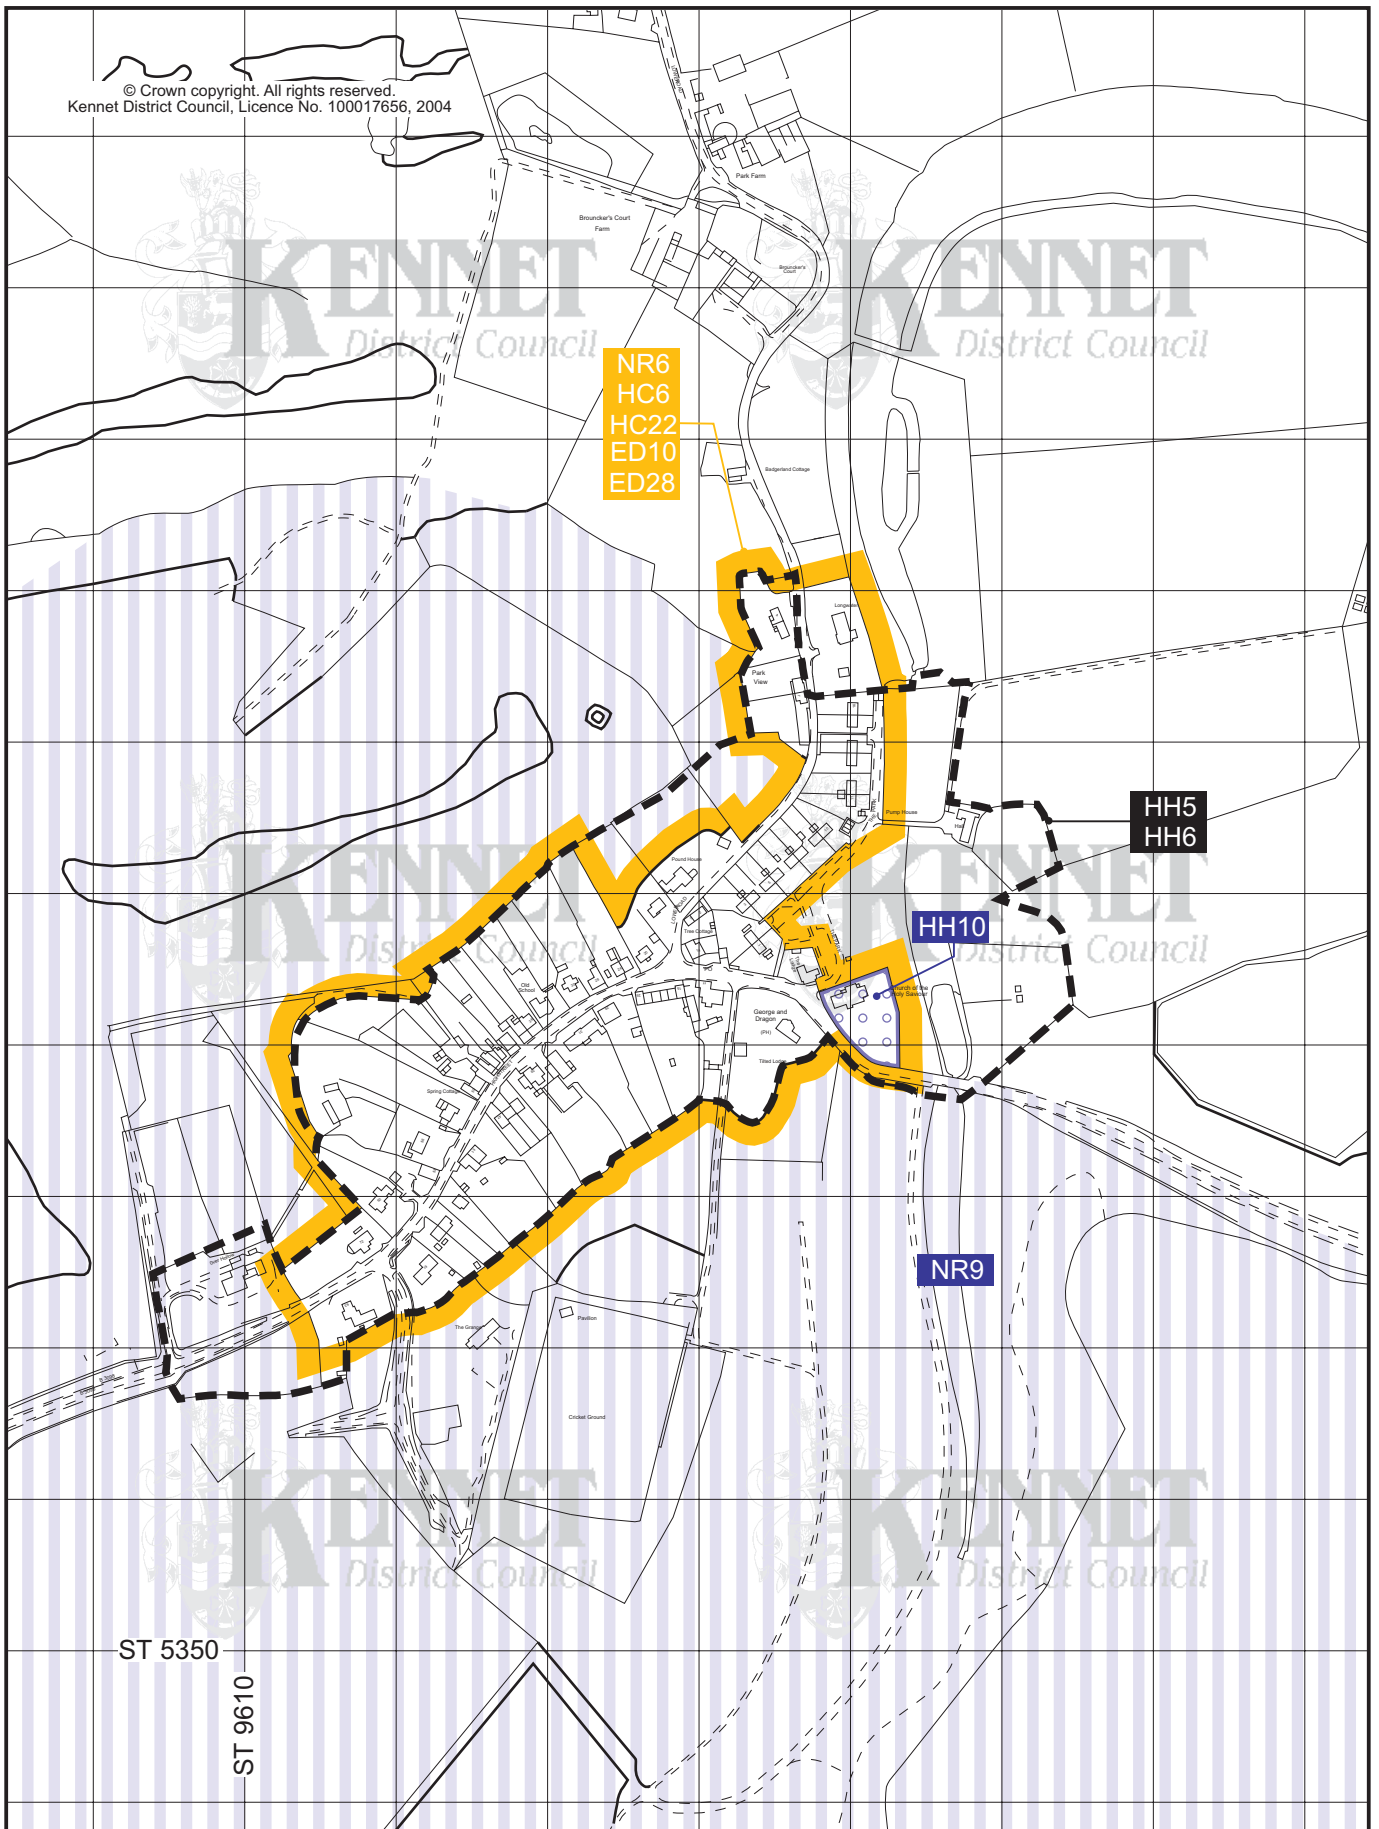 © Crown copyright. All rights reserved.
Kennet District Council, Licence No. 100017656, 2004
Park Farm
Brouncker's Court
Farm
Brouncker's
Court
KENNET
District Council
KENNET
District Council
NR6
HC6
HC22
ED10
ED28
Badgerland Cottage
Park
View
Pump House
Hall
HH5
HH6
KENNET
District Council
KENNET
District Council
Pound House
HH10
Tree Cottage
Old
School
Church of the
Holy Saviour
George and
Dragon
(PH)
Tilted Lodge
Spring Cottage
NR9
Pavilion
The Grange
Cricket Ground
KENNET
District Council
KENNET
District Council
ST 5350
ST 9610